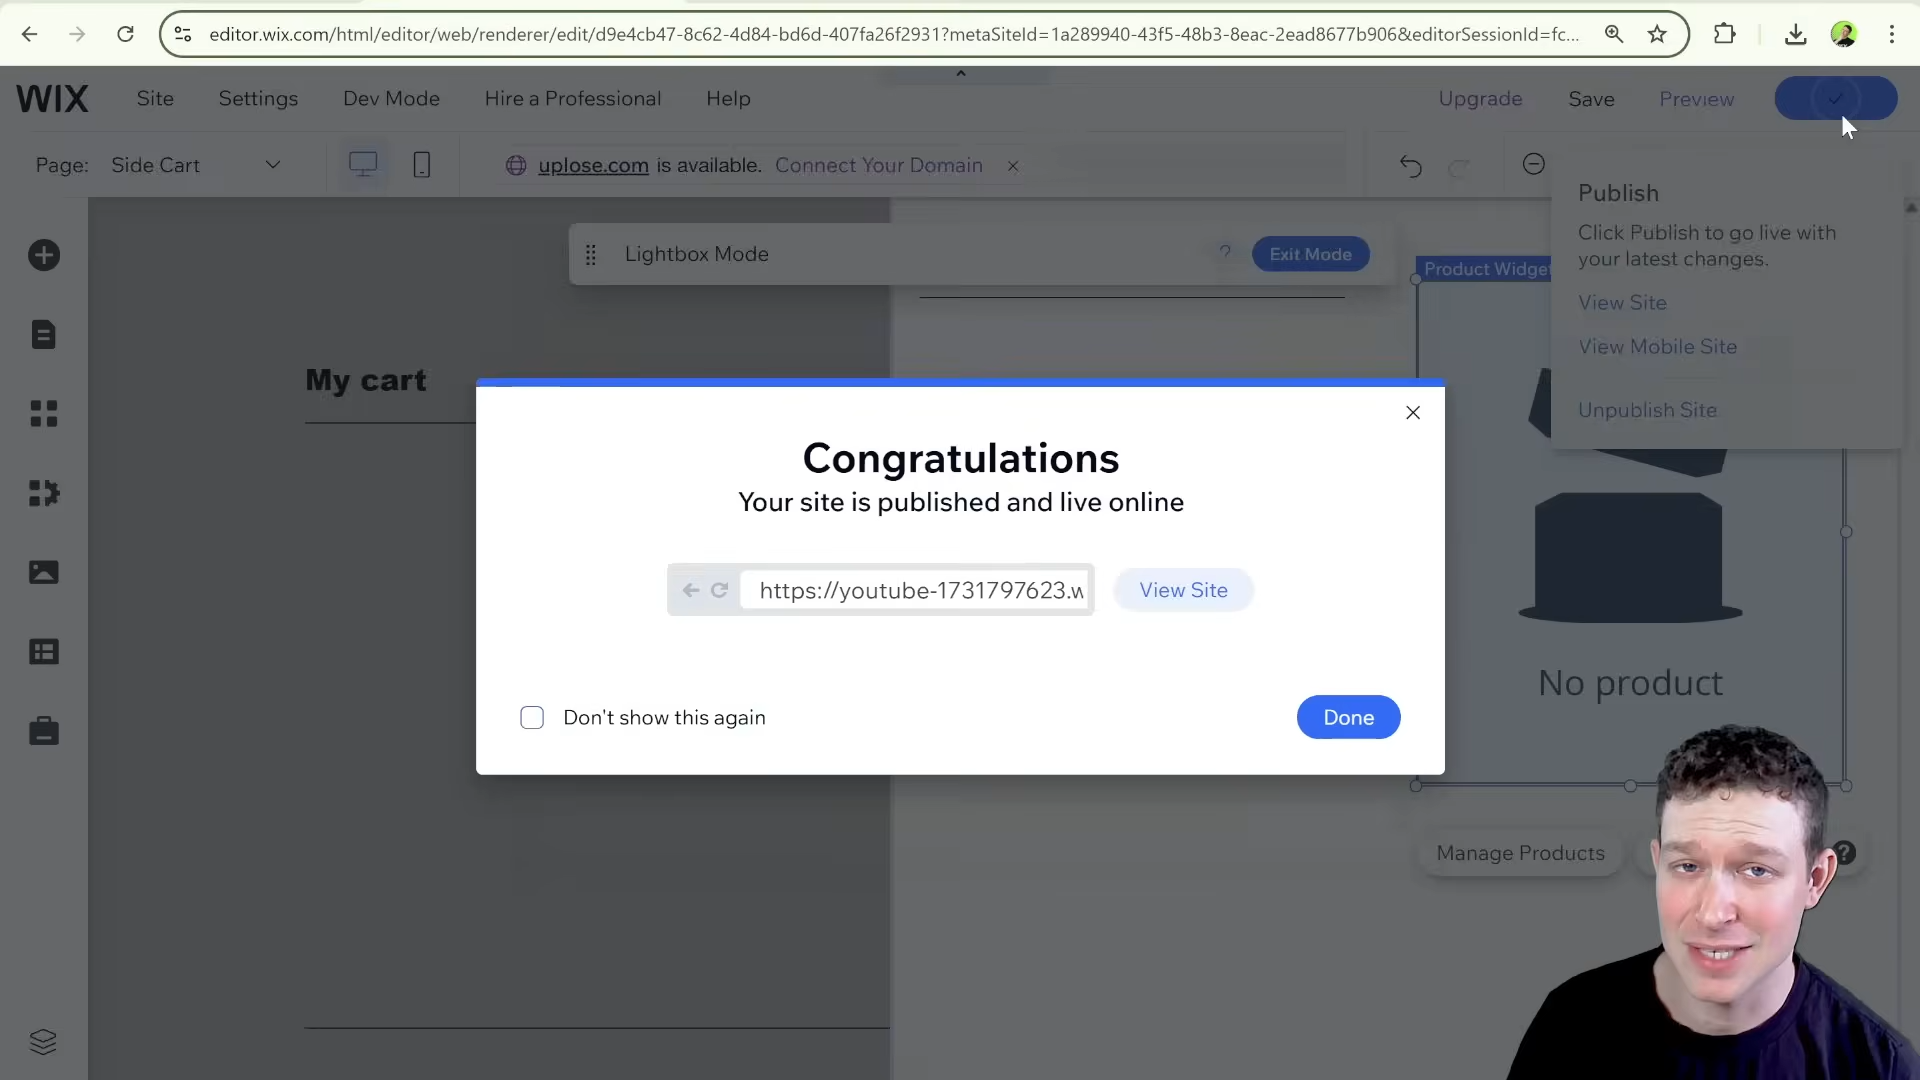 editor.wix.com/html/editor/web/renderer/edit/d9e4cb47-8c62-4d84-bd6d-407fa26f2931?metaSiteId=1a289940-43f5-48b3-8eac-2ead8677b906&editorSessionId=fc...
WIX Site Settings Dev Mode Hire a Professional Help Upgrade Save Preview
Page: Side Cart uplose.com is available. Connect Your Domain
Publish
Click Publish to go live with
your latest changes.
View Site
View Mobile Site
Unpublish Site
Lightbox Mode ? Exit Mode
Product Widget
My cart
Congratulations
Your site is published and live online
https://youtube-1731797623.w View Site
Don't show this again Done
No product
Manage Products ?